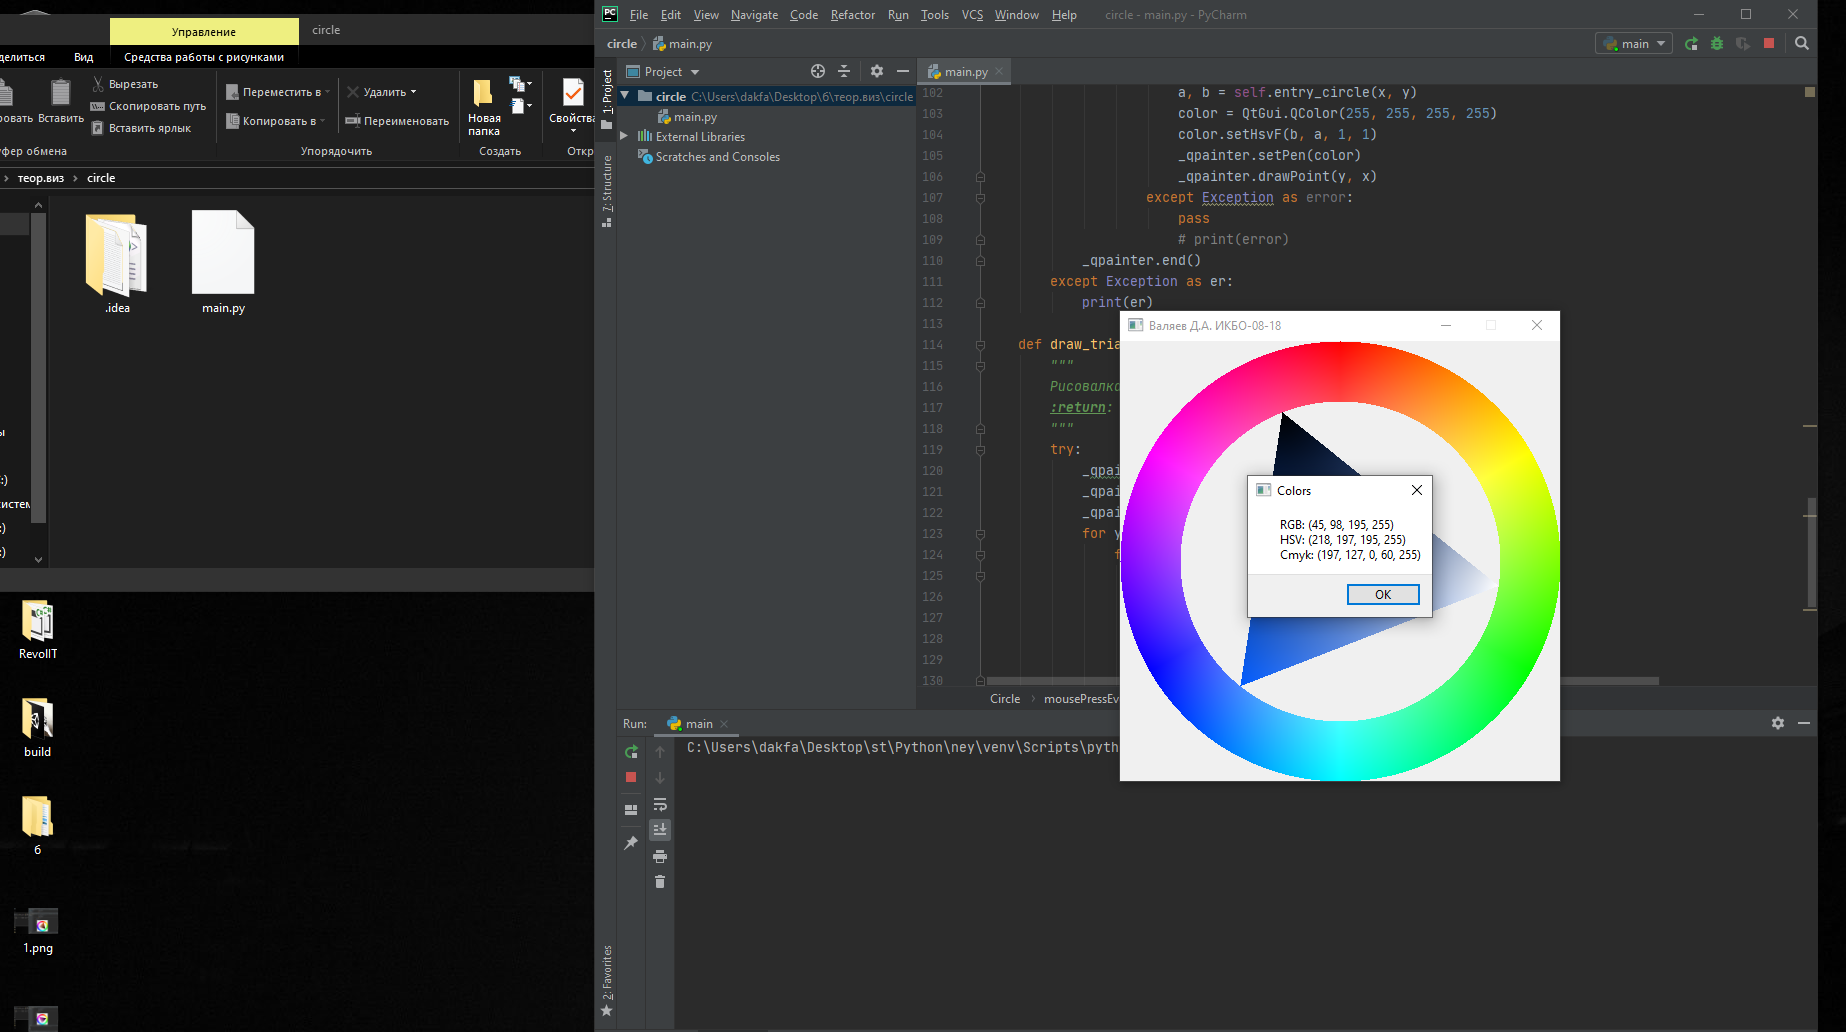 Управление
circle
делиться
Вид
Средства работы с рисунками
Вырезать
Скопировать путь
Вставить ярлык
ровать
Вставить
Переместить в
Копировать в
Удалить
Переименовать
Новая
папка
Свойства
фер обмена
Упорядочить
Создать
Откр
теор.виз
circle
.idea
main.py
ы
:)
систем
:)
:)
RevolIT
build
6
1.png
PC
File Edit View Navigate Code Refactor Run Tools VCS Window Help
circle - main.py - PyCharm
circle
main.py
main
1: Project
7: Structure
2: Favorites
Project
circle C:\Users\dakfa\Desktop\6\теор.виз\circle
main.py
External Libraries
Scratches and Consoles
main.py
102 a, b = self.entry_circle(x, y)
103 color = QtGui.QColor(255, 255, 255, 255)
104 color.setHsvF(b, a, 1, 1)
105 _qpainter.setPen(color)
106 _qpainter.drawPoint(y, x)
107 except Exception as error:
108 pass
109 # print(error)
110 _qpainter.end()
111 except Exception as er:
112 print(er)
113
114 def draw_tria
115 """
116 Рисовалка
117 :return:
118 """
119 try:
120 _qpai
121 _qpai
122 _qpai
123 for y
124 f
125
126
127
128
129
130
Circle
mousePressEv
Валяев Д.А. ИКБО-08-18
Colors
RGB: (45, 98, 195, 255)
HSV: (218, 197, 195, 255)
Cmyk: (197, 127, 0, 60, 255)
OK
Run:
main
C:\Users\dakfa\Desktop\st\Python\ney\venv\Scripts\pyth